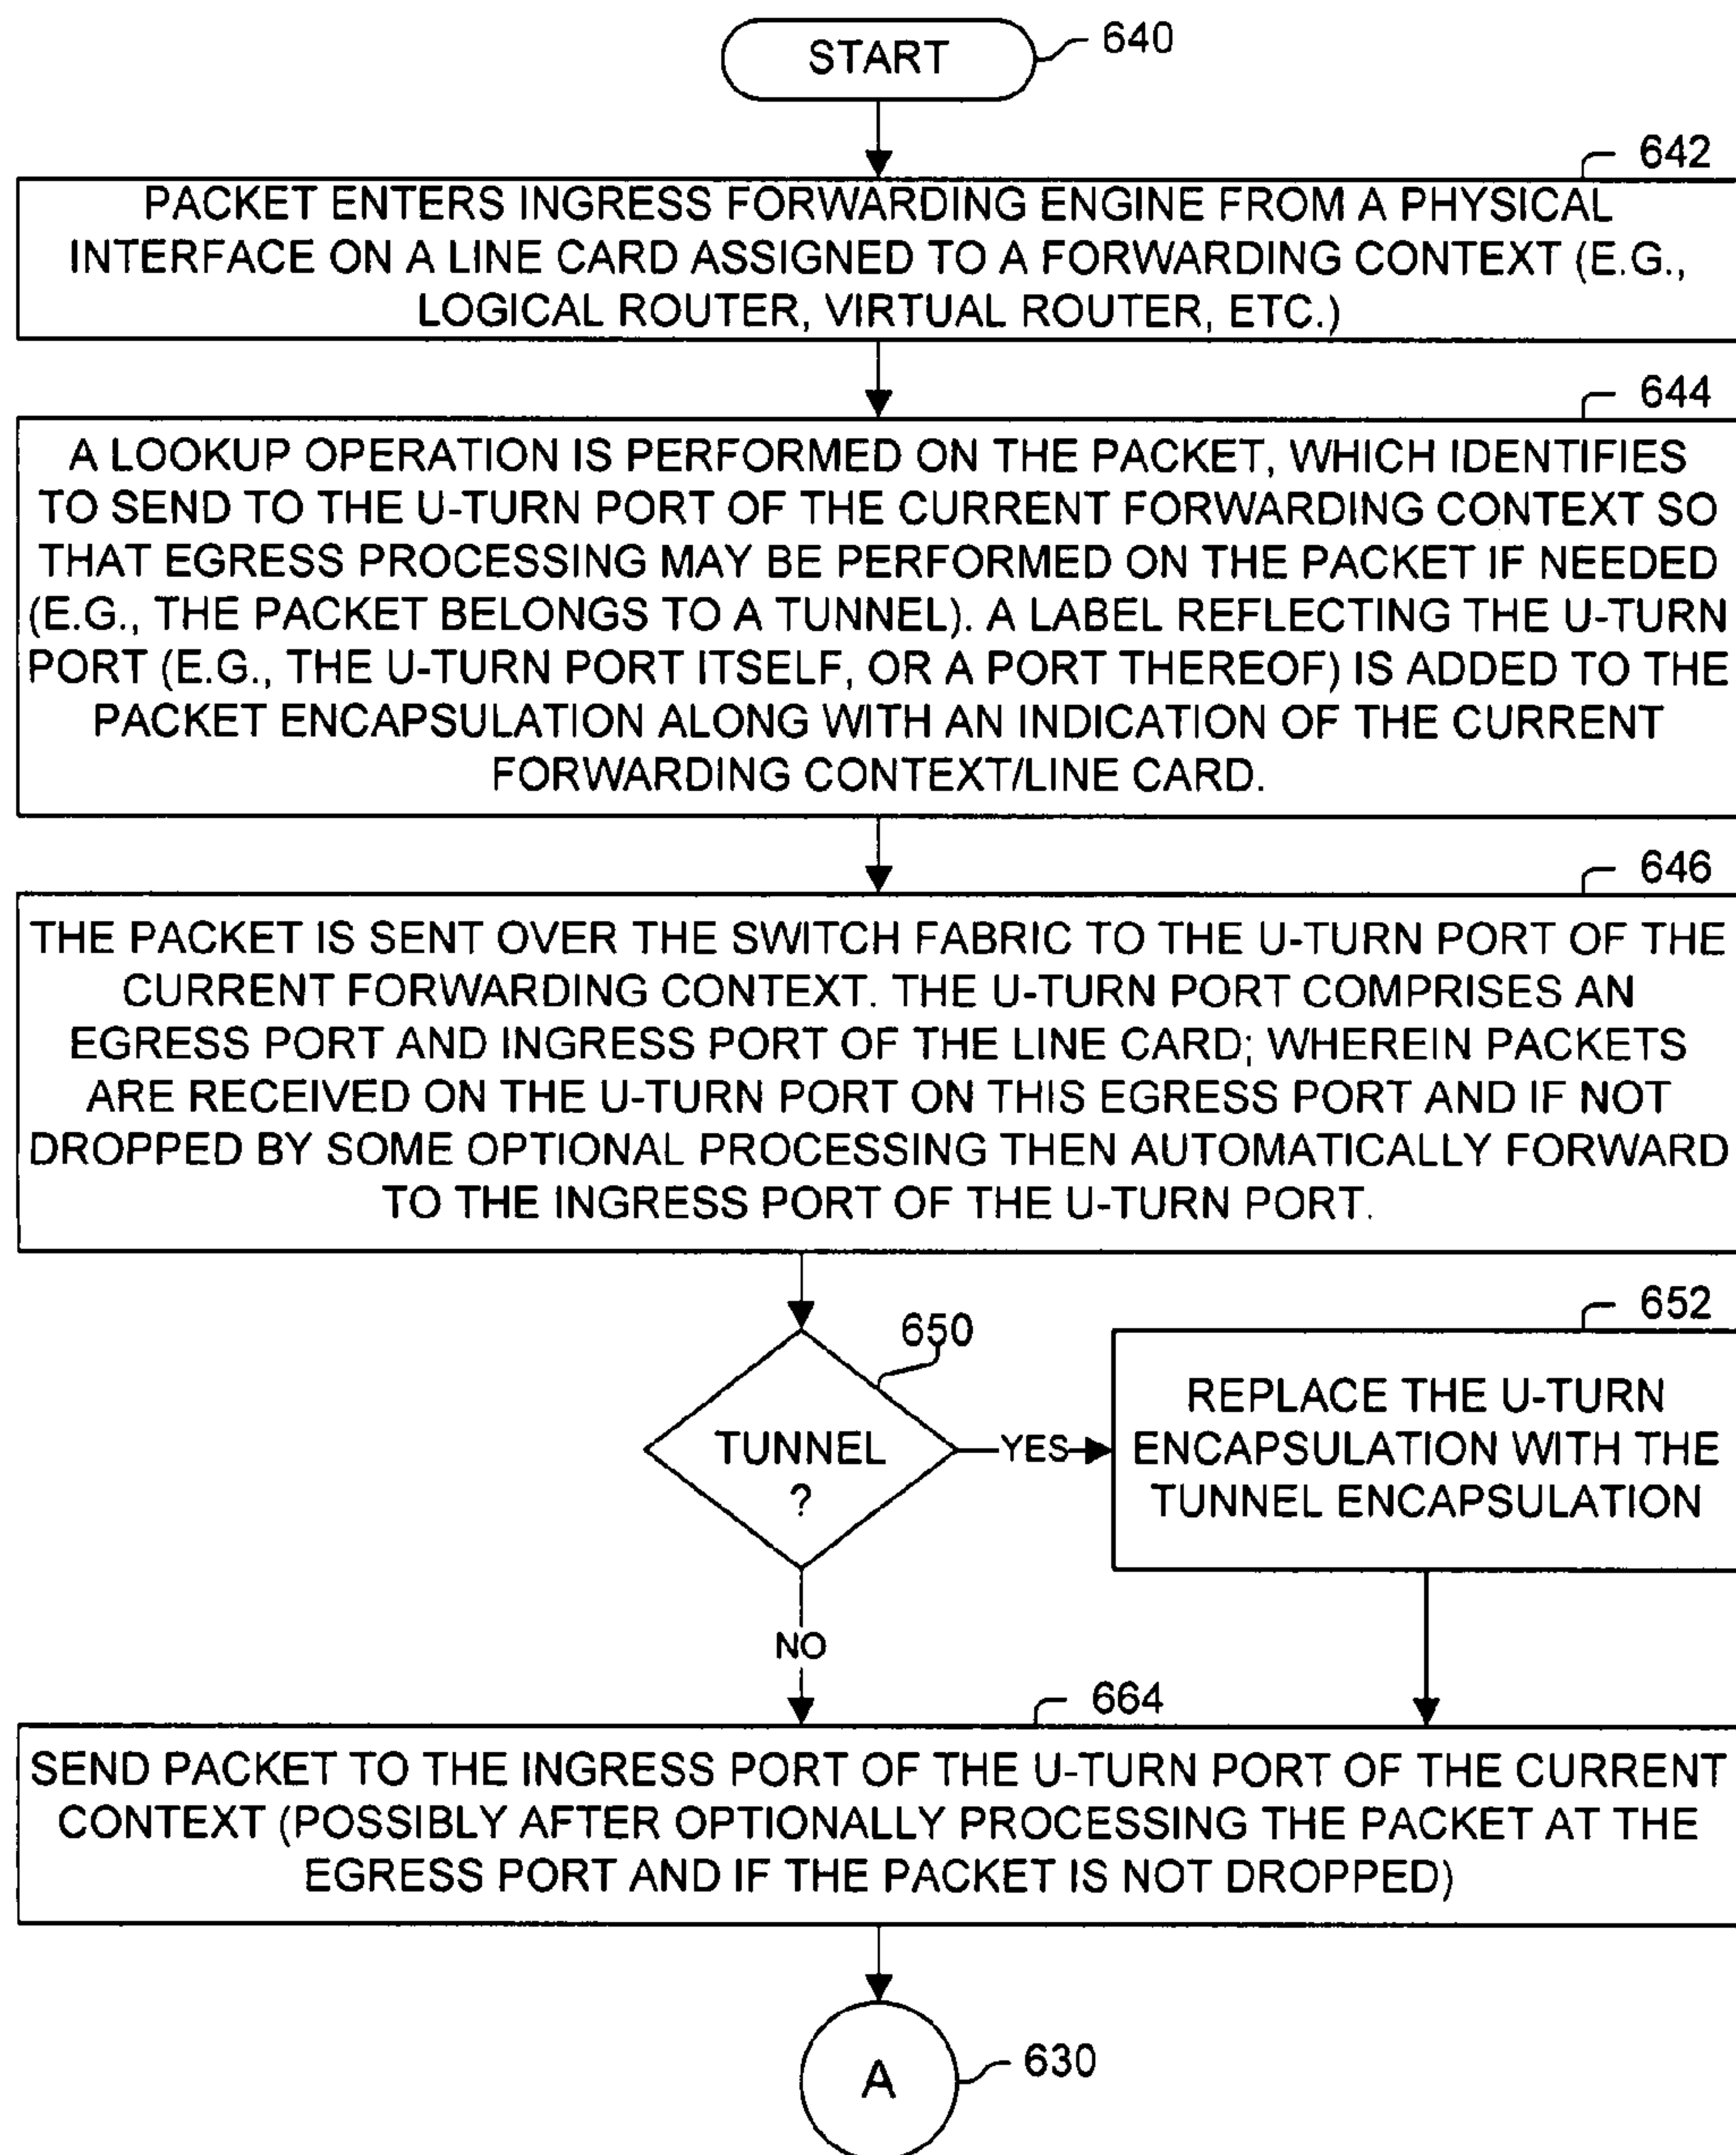 START
640
642
PACKET ENTERS INGRESS FORWARDING ENGINE FROM A PHYSICAL
INTERFACE ON A LINE CARD ASSIGNED TO A FORWARDING CONTEXT (E.G.,
LOGICAL ROUTER, VIRTUAL ROUTER, ETC.)
644
A LOOKUP OPERATION IS PERFORMED ON THE PACKET, WHICH IDENTIFIES
TO SEND TO THE U-TURN PORT OF THE CURRENT FORWARDING CONTEXT SO
THAT EGRESS PROCESSING MAY BE PERFORMED ON THE PACKET IF NEEDED
(E.G., THE PACKET BELONGS TO A TUNNEL). A LABEL REFLECTING THE U-TURN
PORT (E.G., THE U-TURN PORT ITSELF, OR A PORT THEREOF) IS ADDED TO THE
PACKET ENCAPSULATION ALONG WITH AN INDICATION OF THE CURRENT
FORWARDING CONTEXT/LINE CARD.
646
THE PACKET IS SENT OVER THE SWITCH FABRIC TO THE U-TURN PORT OF THE
CURRENT FORWARDING CONTEXT. THE U-TURN PORT COMPRISES AN
EGRESS PORT AND INGRESS PORT OF THE LINE CARD; WHEREIN PACKETS
ARE RECEIVED ON THE U-TURN PORT ON THIS EGRESS PORT AND IF NOT
DROPPED BY SOME OPTIONAL PROCESSING THEN AUTOMATICALLY FORWARD
TO THE INGRESS PORT OF THE U-TURN PORT.
650
TUNNEL
?
YES
652
REPLACE THE U-TURN
ENCAPSULATION WITH THE
TUNNEL ENCAPSULATION
NO
664
SEND PACKET TO THE INGRESS PORT OF THE U-TURN PORT OF THE CURRENT
CONTEXT (POSSIBLY AFTER OPTIONALLY PROCESSING THE PACKET AT THE
EGRESS PORT AND IF THE PACKET IS NOT DROPPED)
A
630